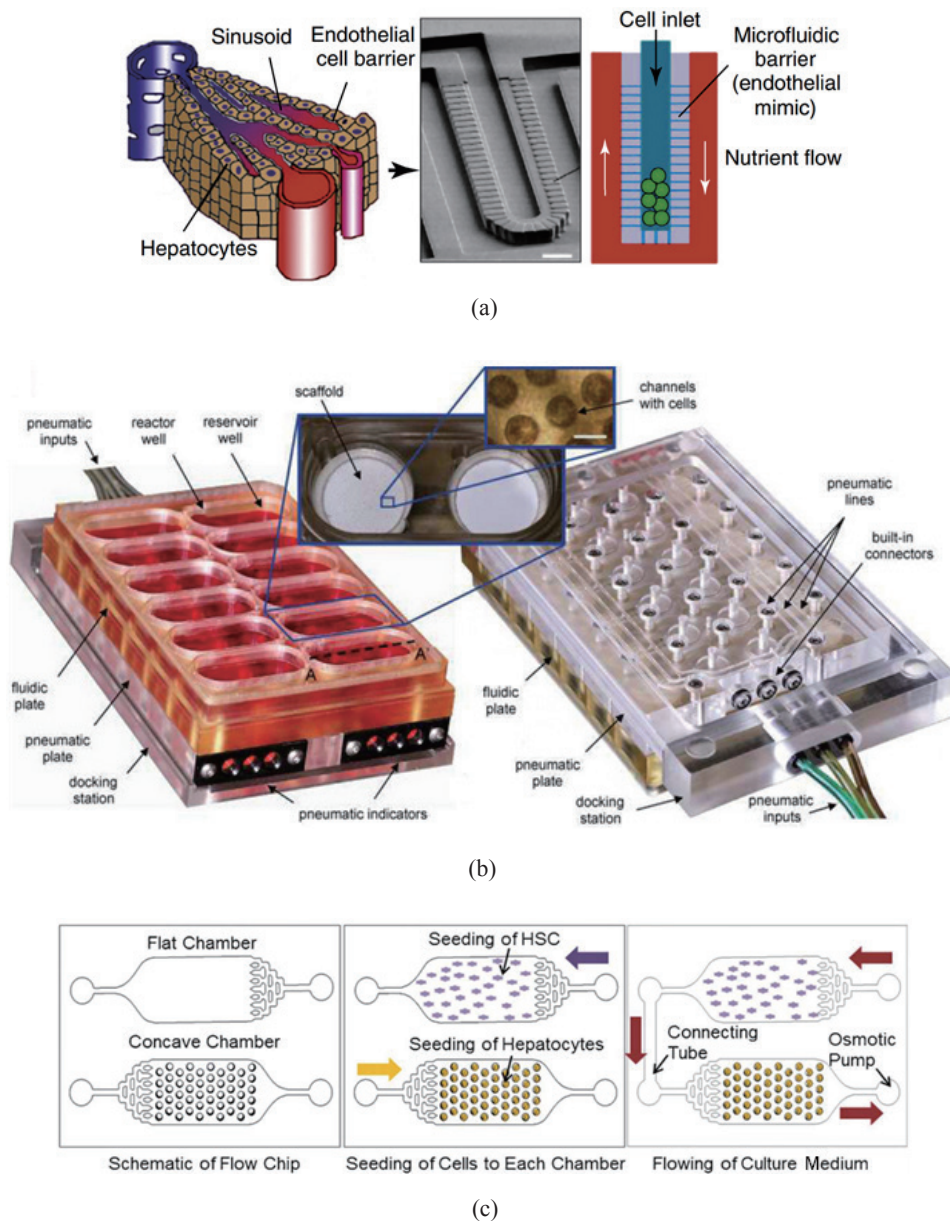 Sinusoid
Endothelial
cell barrier
Hepatocytes
Cell inlet
Microfluidic
barrier
(endothelial
mimic)
Nutrient flow
(a)
scaffold
channels
with cells
pneumatic
inputs
reactor
well
reservoir
well
pneumatic
lines
built-in
connectors
A
A'
fluidic
plate
pneumatic
plate
docking
station
pneumatic indicators
fluidic
plate
pneumatic
plate
docking
station
pneumatic
inputs
(b)
Flat Chamber
Concave Chamber
Schematic of Flow Chip
Seeding of HSC
Seeding of Hepatocytes
Seeding of Cells to Each Chamber
Connecting
Tube
Osmotic
Pump
Flowing of Culture Medium
(c)